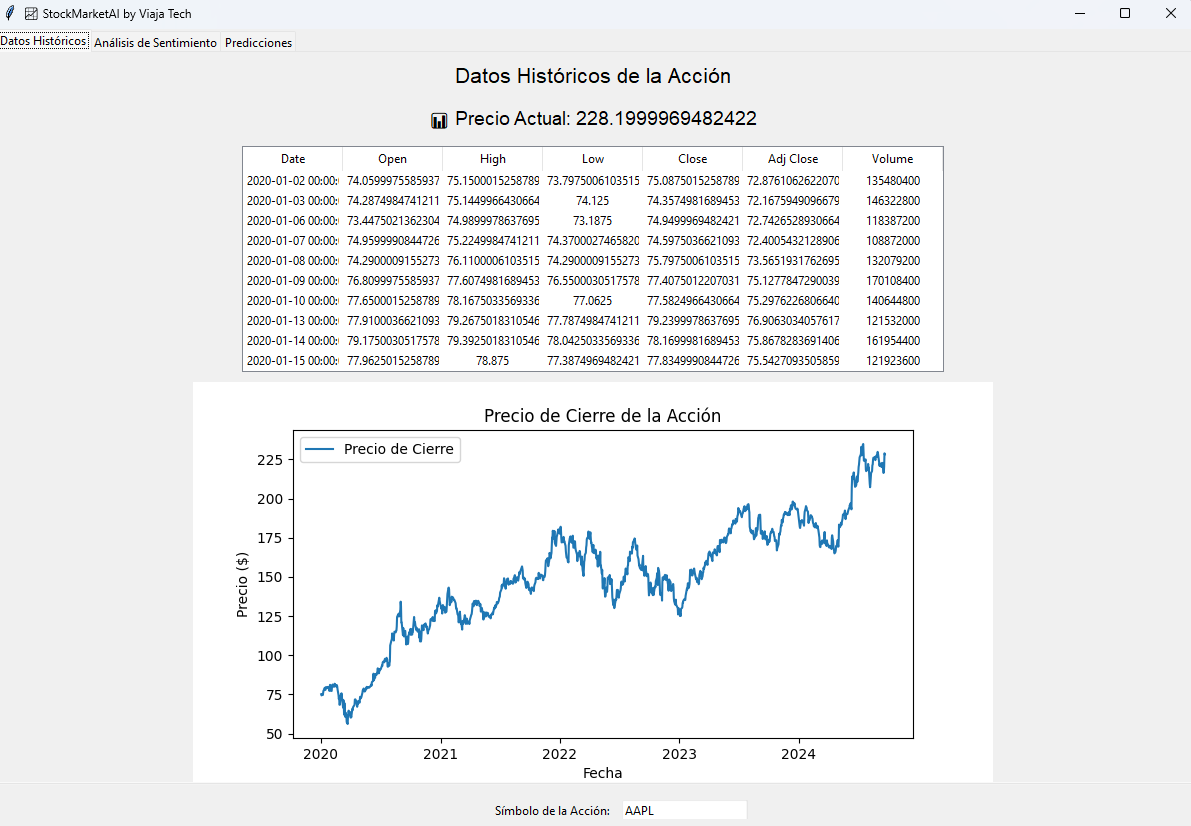 StockMarketAI by Viaja Tech
Datos Históricos Análisis de Sentimiento Predicciones
Datos Históricos de la Acción
Precio Actual: 228.1999969482422
Date Open High Low Close Adj Close Volume
2020-01-02 00:00:0 74.0599975585937 75.1500015258789 73.7975006103515 75.0875015258789 72.8761062622070 135480400
2020-01-03 00:00:0 74.2874984741211 75.1449966430664 74.125 74.3574981689453 72.1675949096679 146322800
2020-01-06 00:00:0 73.4475021362304 74.9899978637695 73.1875 74.9499969482421 72.7426528930664 118387200
2020-01-07 00:00:0 74.9599990844726 75.2249984741211 74.3700027465820 74.5975036621093 72.4005432128906 108872000
2020-01-08 00:00:0 74.2900009155273 76.1100006103515 74.2900009155273 75.7975006103515 73.5651931762695 132079200
2020-01-09 00:00:0 76.8099975585937 77.6074981689453 76.5500030517578 77.4075012207031 75.1277847290039 170108400
2020-01-10 00:00:0 77.6500015258789 78.1675033569336 77.0625 77.5824966430664 75.2976226806640 140644800
2020-01-13 00:00:0 77.9100036621093 79.2675018310546 77.7874984741211 79.2399978637695 76.9063034057617 121532000
2020-01-14 00:00:0 79.1750030517578 79.3925018310546 78.0425033569336 78.1699981689453 75.8678283691406 161954400
2020-01-15 00:00:0 77.9625015258789 78.875 77.3874969482421 77.8349990844726 75.5427093505859 121923600
Precio de Cierre de la Acción
Precio de Cierre
225
200
175
150
125
100
75
50
Precio ($)
2020 2021 2022 2023 2024
Fecha
Símbolo de la Acción: AAPL